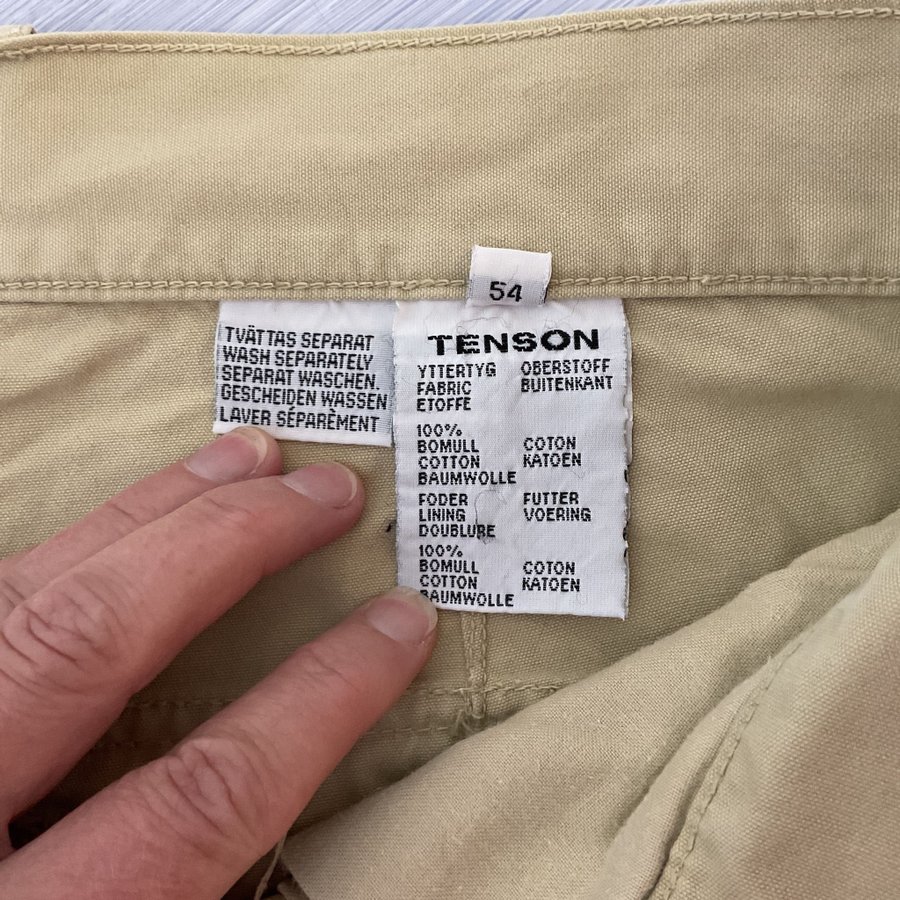 54
TVÄTTAS SEPARAT
WASH SEPARATELY
SEPARAT WASCHEN.
GESCHEIDEN WASSEN
LAVER SÉPARÈMENT
TENSON
YTTERTYG OBERSTOFF
FABRIC BUITENKANT
ETOFFE
100%
BOMULL COTON
COTTON KATOEN
BAUMWOLLE
FODER FUTTER
LINING VOERING
DOUBLURE
100%
BOMULL COTON
COTTON KATOEN
BAUMWOLLE